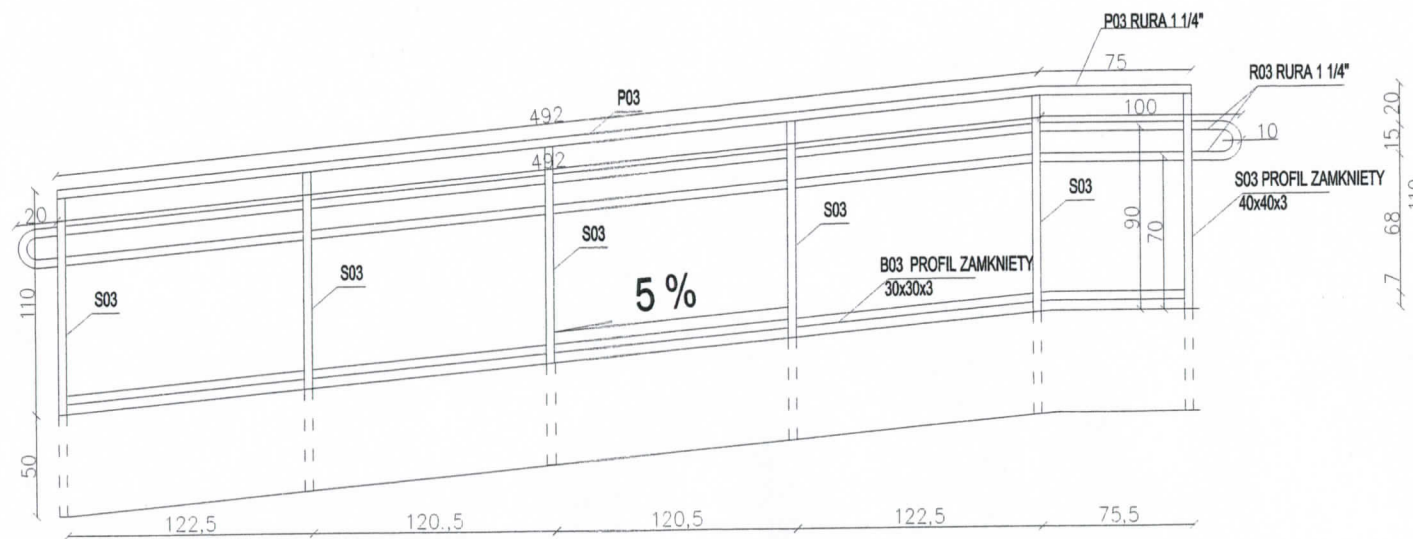 P03 RURA 1 1/4"
75
R03 RURA 1 1/4"
P03
492
100
20
10
15
492
S03 PROFIL ZAMKNIETY
40x40x3
S03
110
20
S03
90
70
68
S03
B03 PROFIL ZAMKNIETY
30x30x3
S03
5 %
7
S03
110
50
122,5
120.,5
120,5
122,5
75,5